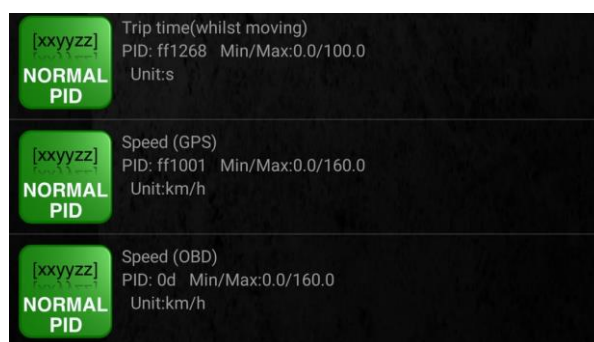 [xxyyzz]
NORMAL
PID
Trip time(whilst moving)
PID: ff1268 Min/Max:0.0/100.0
Unit:s
[xxyyzz]
NORMAL
PID
Speed (GPS)
PID: ff1001 Min/Max:0.0/160.0
Unit:km/h
[xxyyzz]
NORMAL
PID
Speed (OBD)
PID: 0d Min/Max:0.0/160.0
Unit:km/h